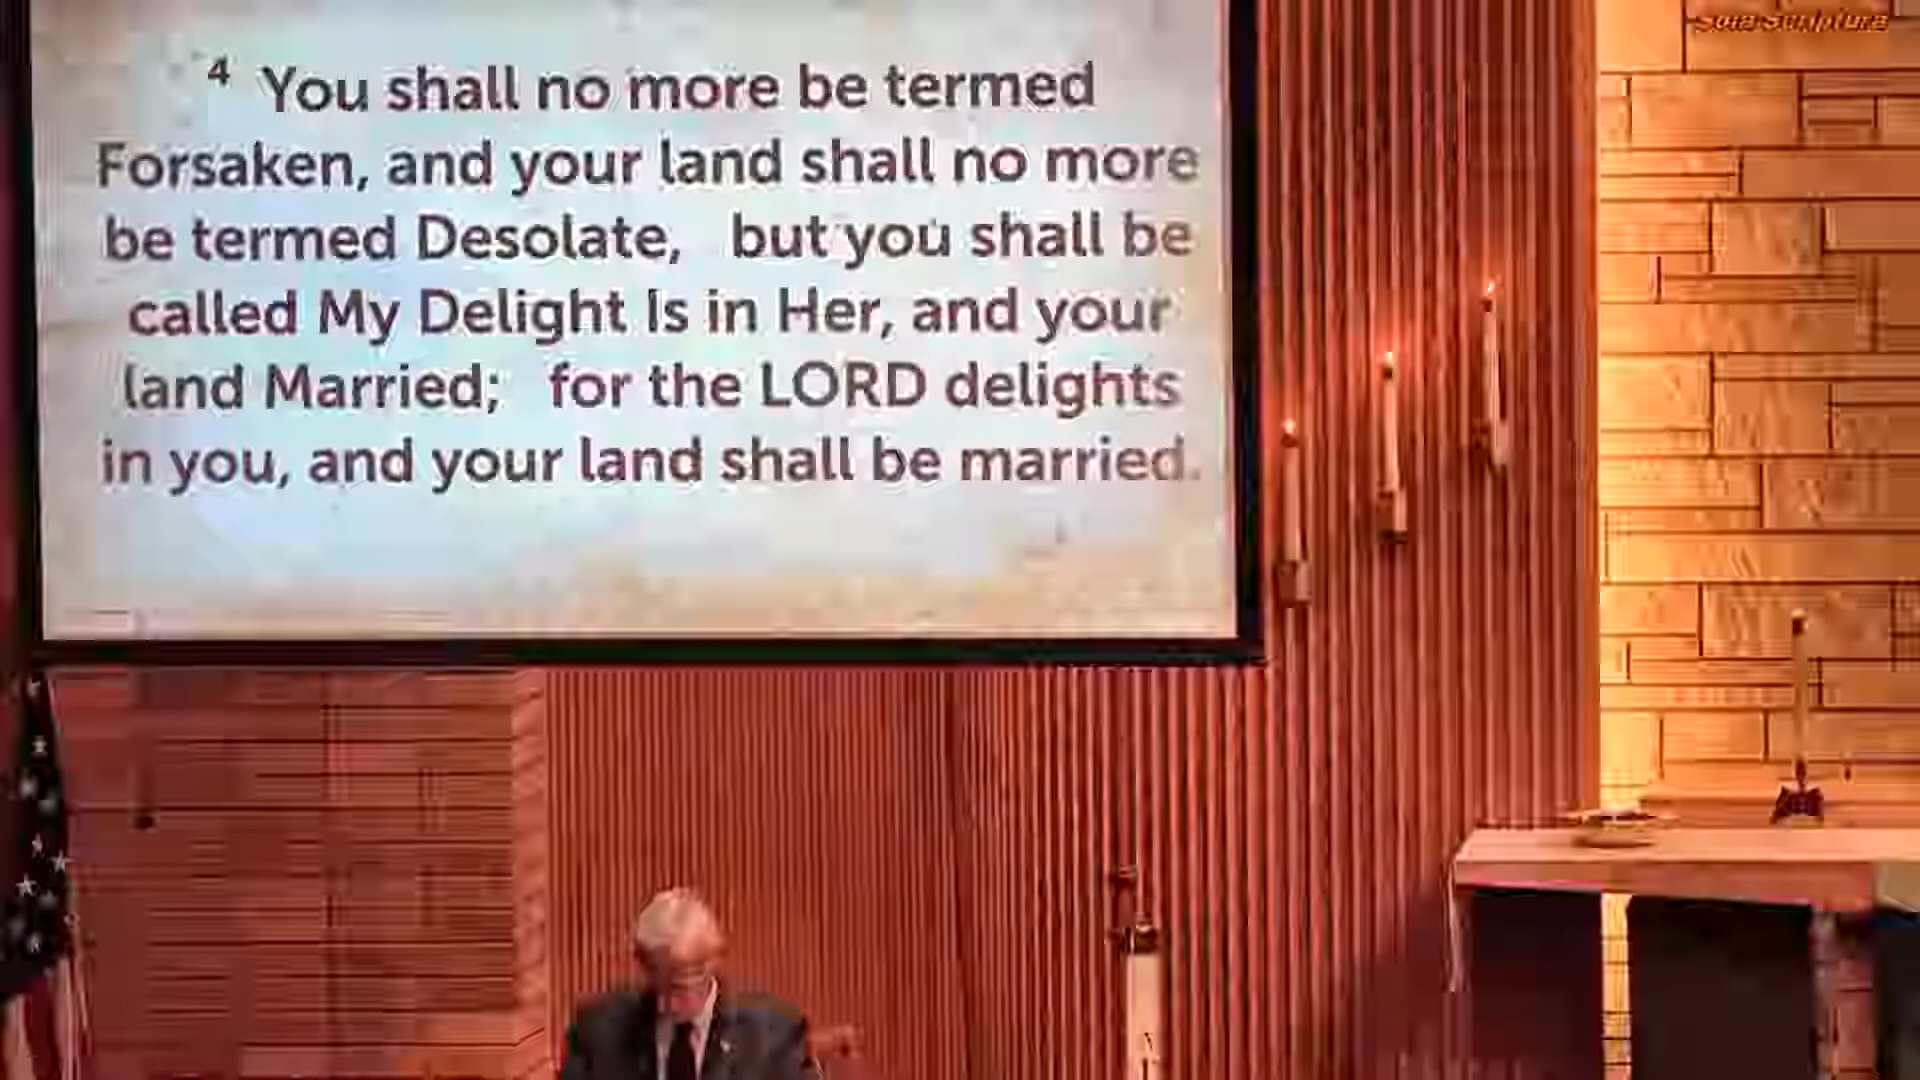 Sola Scriptura
4 You shall no more be termed
Forsaken, and your land shall no more
be termed Desolate, but you shall be
called My Delight Is in Her, and your
land Married; for the LORD delights
in you, and your land shall be married.